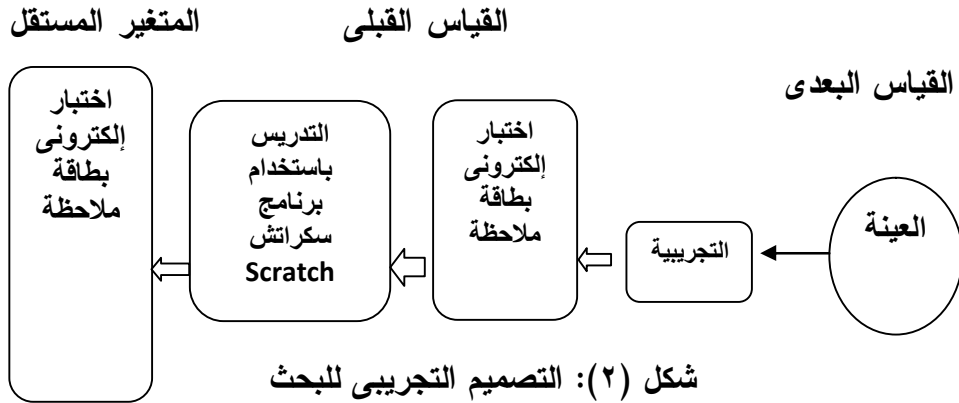 القياس البعدى
القياس القبلى
المتغير المستقل
العينة
التجريبية
اختبار
إلكترونى
بطاقة
ملاحظة
التدريس
باستخدام
برنامج
سكراتش
Scratch
اختبار
إلكترونى
بطاقة
ملاحظة
شكل (٢): التصميم التجريبى للبحث